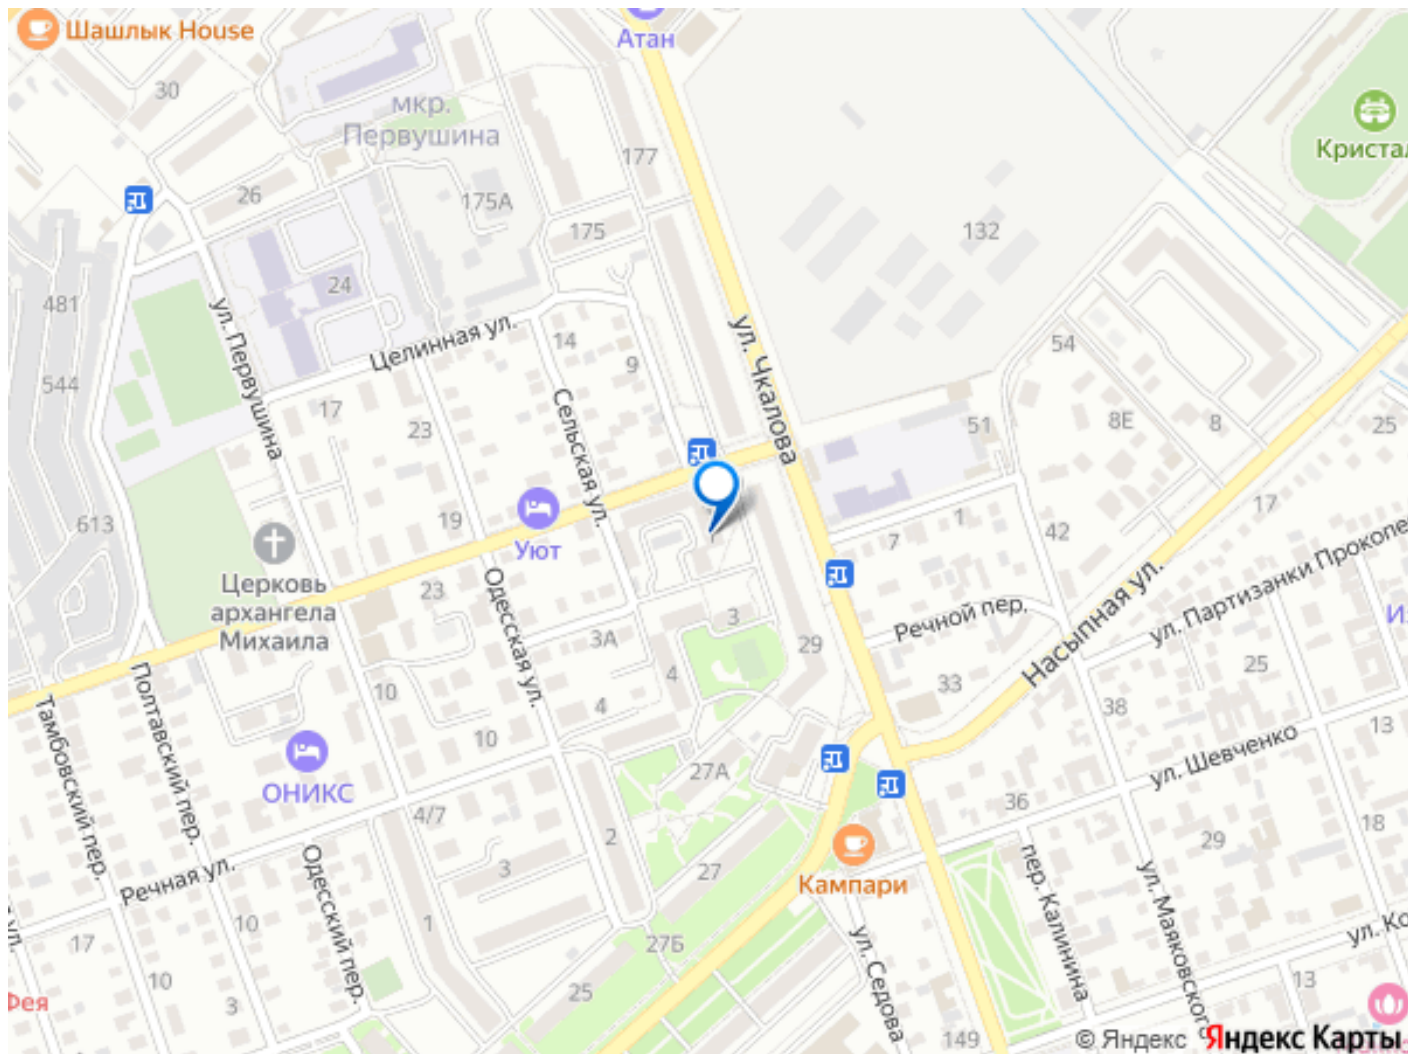 Шашлык House
Атан
30
мкр.
Первушина
177
Кристал
26
175А
175
132
24
481
ул. Первушина
Целинная ул.
14
9
ул. Чкалова
54
544
17
23
Сельская ул.
51
8Е
8
25
613
19
Уют
17
Церковь
архангела
Михаила
23
Одесская ул.
7
1
42
ул. Партизанки Прокопе
Речной пер.
Насыпная ул.
3А
3
29
4
33
25
Тамбовский пер.
Полтавский пер.
10
4
38
13
10
ОНИКС
27А
ул. Шевченко
4/7
36
Речная ул.
Одесский пер.
3
2
27
Кампари
29
18
пер. Калинина
ул. Маяковского
17
10
1
27Б
ул. Седова
ул. Ко
10
3
25
13
Фея
149
© Яндекс Яндекс Карты